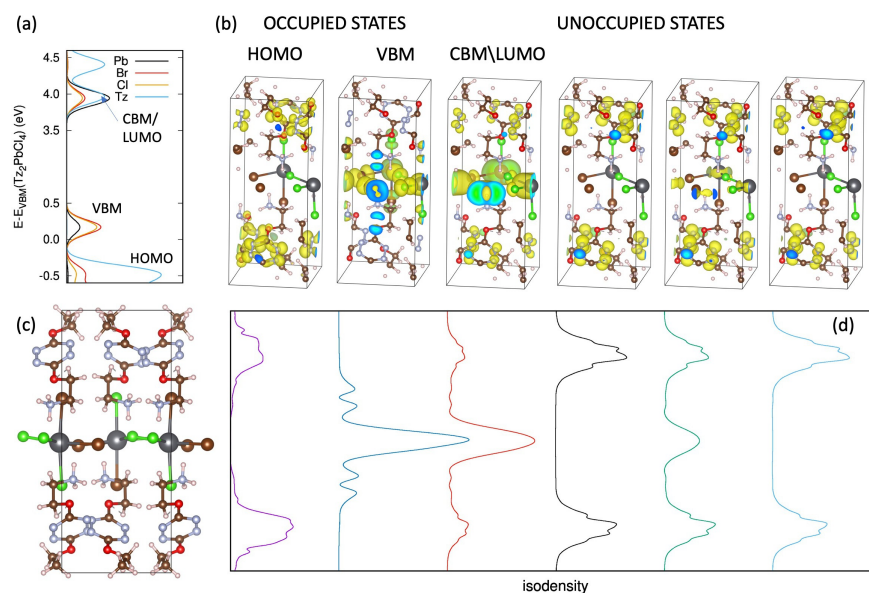 (a)
E-E_VBM(Tz₂PbCl₄) (eV)
4.5
4.0
3.5
0.5
0.0
-0.5
Pb
Br
Cl
Tz
CBM/
LUMO
VBM
HOMO
(b)
OCCUPIED STATES
UNOCCUPIED STATES
HOMO
VBM
CBM\LUMO
(c)
(d)
isodensity